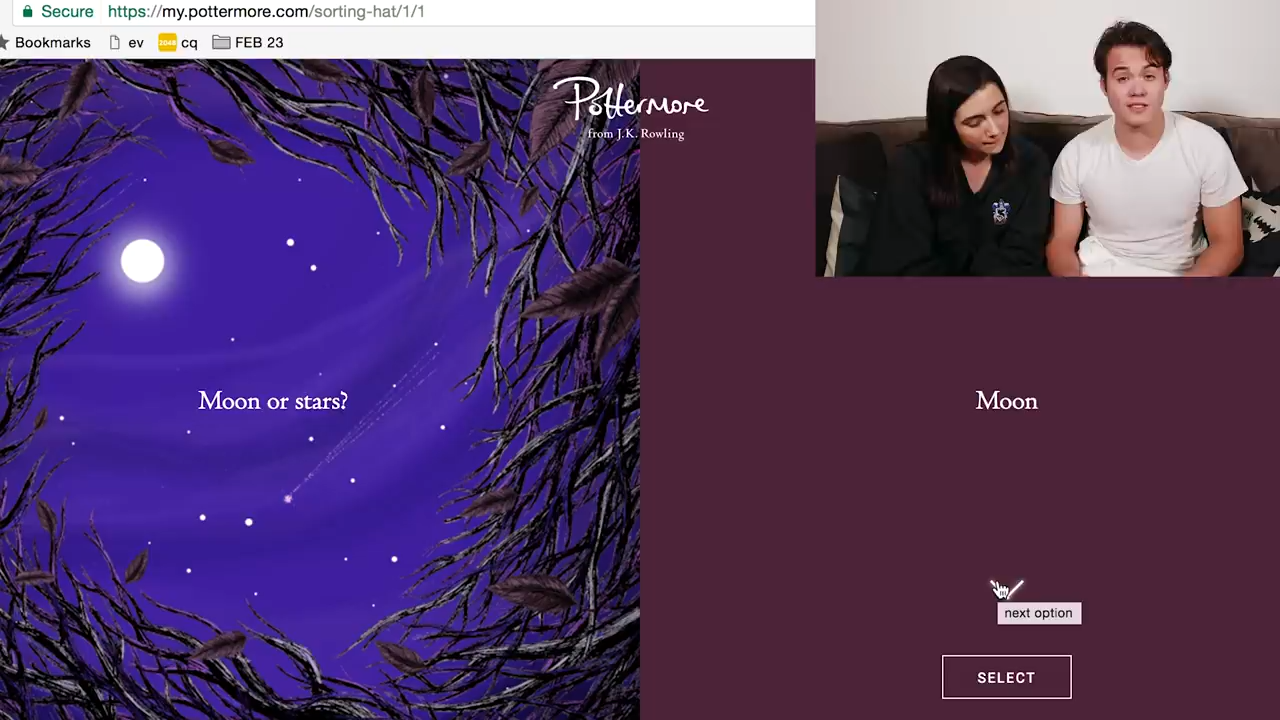 Secure https://my.pottermore.com/sorting-hat/1/1
Bookmarks ev 2048 cq FEB 23
Pottermore
from J.K. Rowling
Moon or stars?
Moon
next option
SELECT